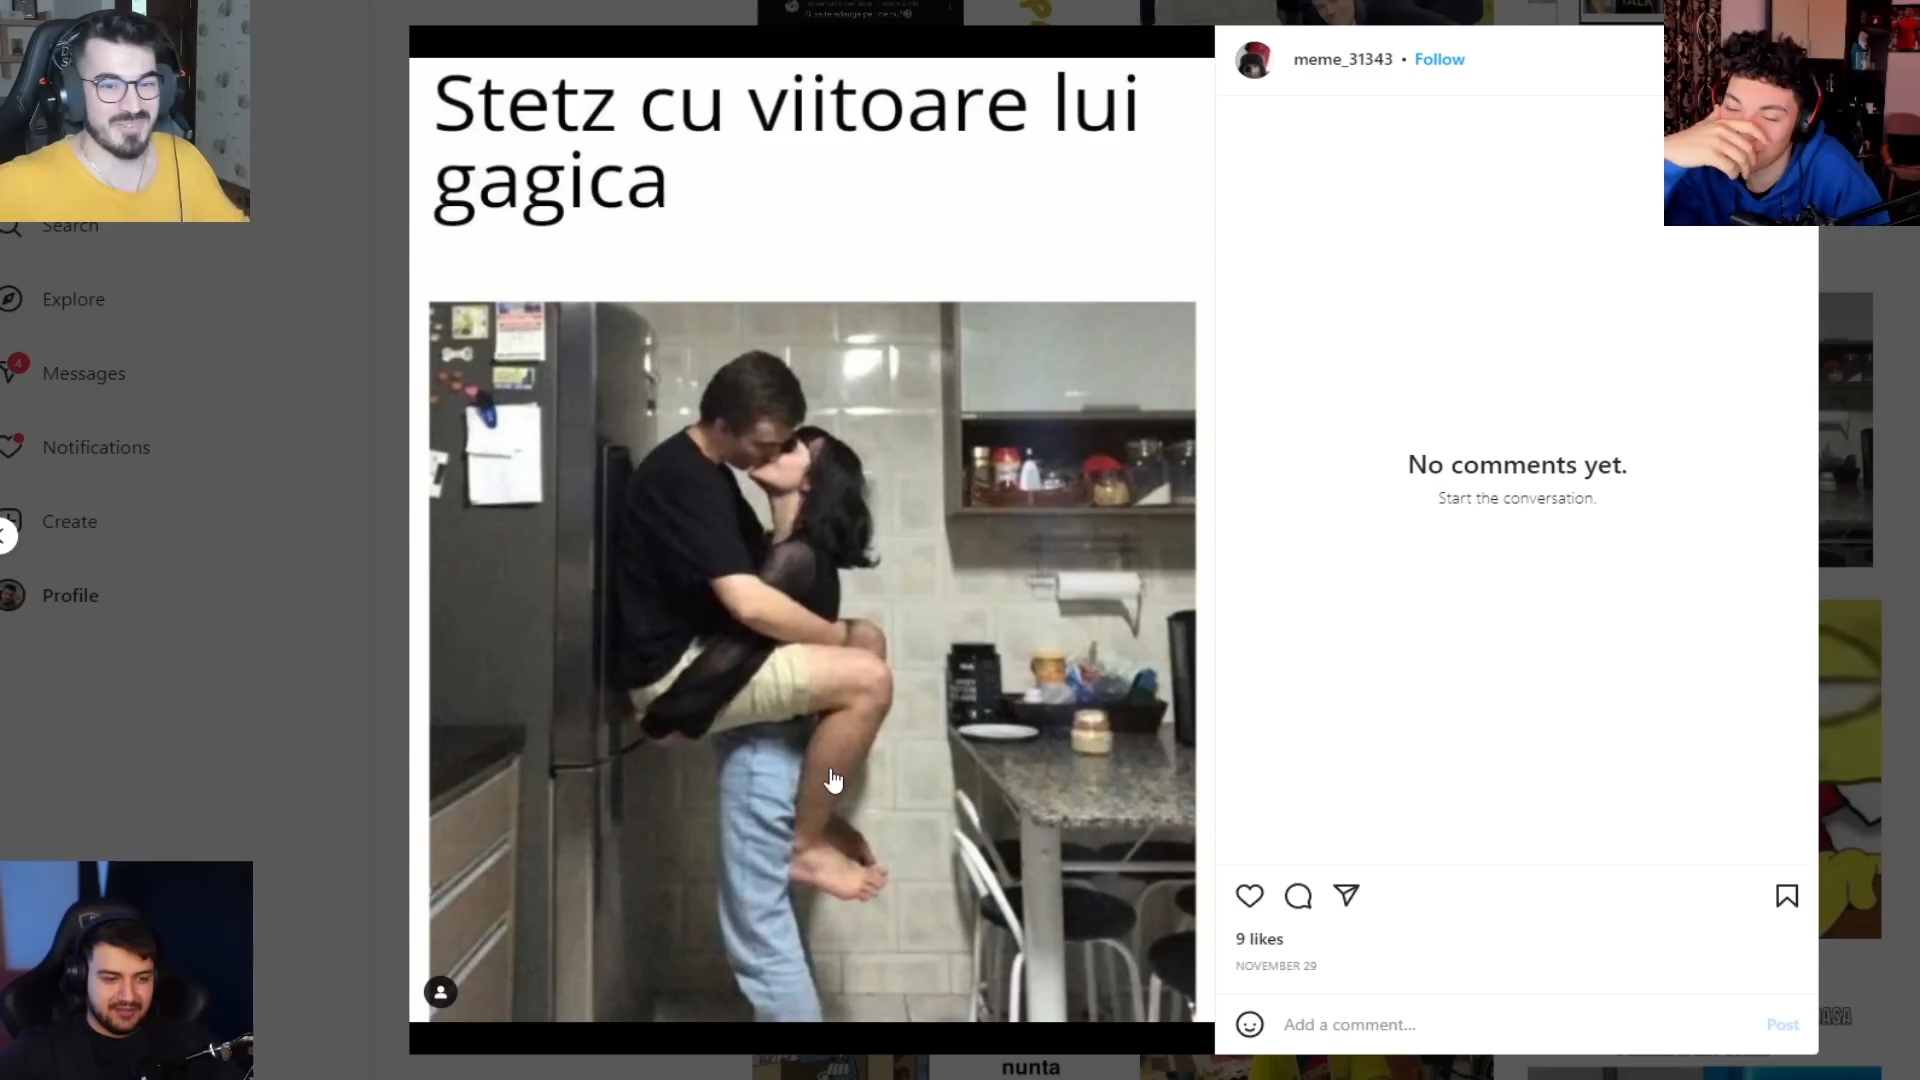 Stetz cu viitoare lui
gagica
meme_31343 • Follow
Search
Explore
4
Messages
Notifications
Create
Profile
No comments yet.
Start the conversation.
9 likes
NOVEMBER 29
Add a comment...
Post
nunta